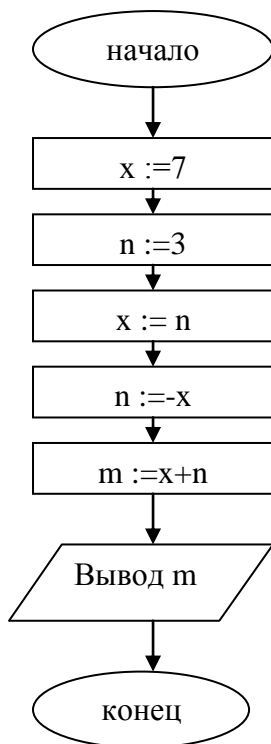 начало
x :=7
n :=3
x := n
n :=-x
m :=x+n
Вывод m
конец